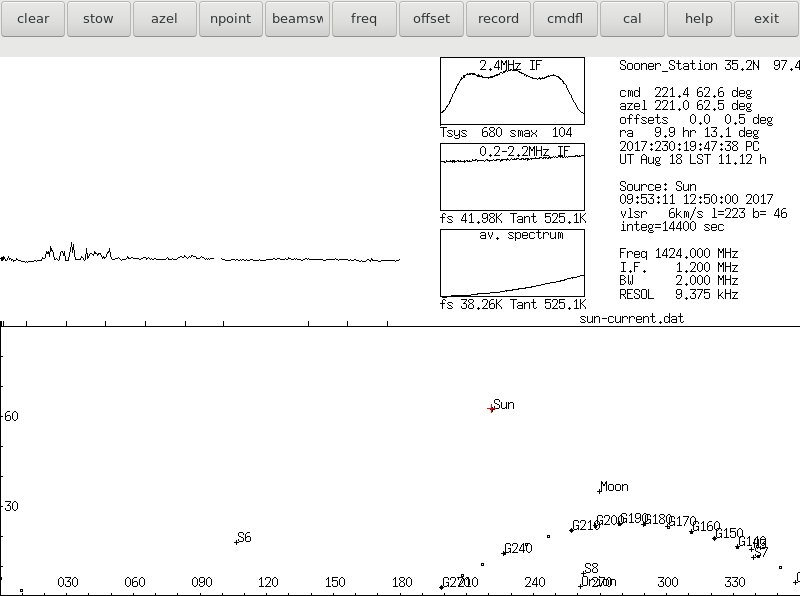 clear stow azel npoint beamsw freq offset record cmdfl cal help exit
2.4MHz IF
Tsys 680 smax 104
0.2-2.2MHz IF
fs 41.98K Tant 525.1K
av. spectrum
fs 38.26K Tant 525.1K
Sooner_Station 35.2N 97.4
cmd 221.4 62.6 deg
azel 221.0 62.5 deg
offsets 0.0 0.5 deg
ra 9.9 hr 13.1 deg
2017:230:19:47:38 PC
UT Aug 18 LST 11.12 h
Source: Sun
09:53:11 12:50:00 2017
vlsr 6km/s l=223 b= 46
integ=14400 sec
Freq 1424.000 MHz
I.F. 1.200 MHz
BW 2.000 MHz
RESOL 9.375 kHz
sun-current.dat
Sun
60
Moon
30
G210 G200 G190 G180 G170 G160 G150 G140
S6
G240
S7
S8
G220
030 060 090 120 150 180 210 240 270 300 330